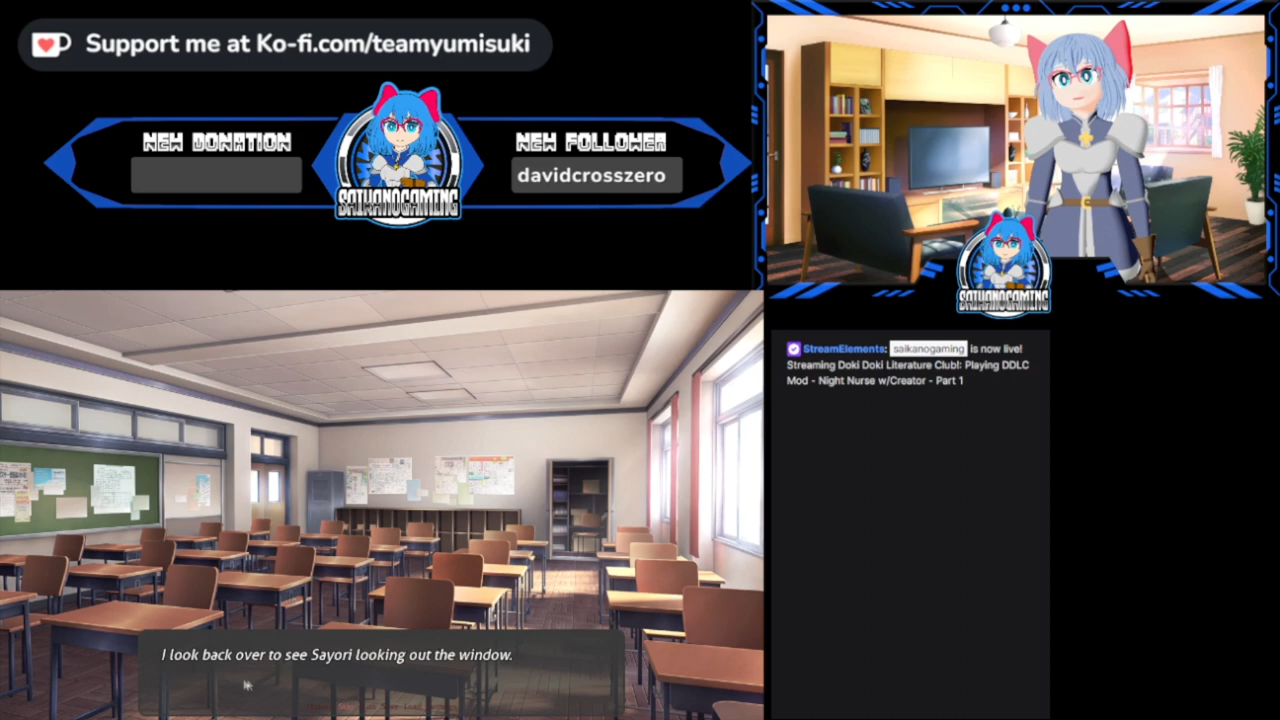 Support me at Ko-fi.com/teamyumisuki
NEW DONATION
NEW FOLLOWER
davidcrosszero
SAIKANOGAMING
SAIKANOGAMING
StreamElements: saikanogaming is now live!
Streaming Doki Doki Literature Club!: Playing DDLC
Mod - Night Nurse w/Creator - Part 1
I look back over to see Sayori looking out the window.